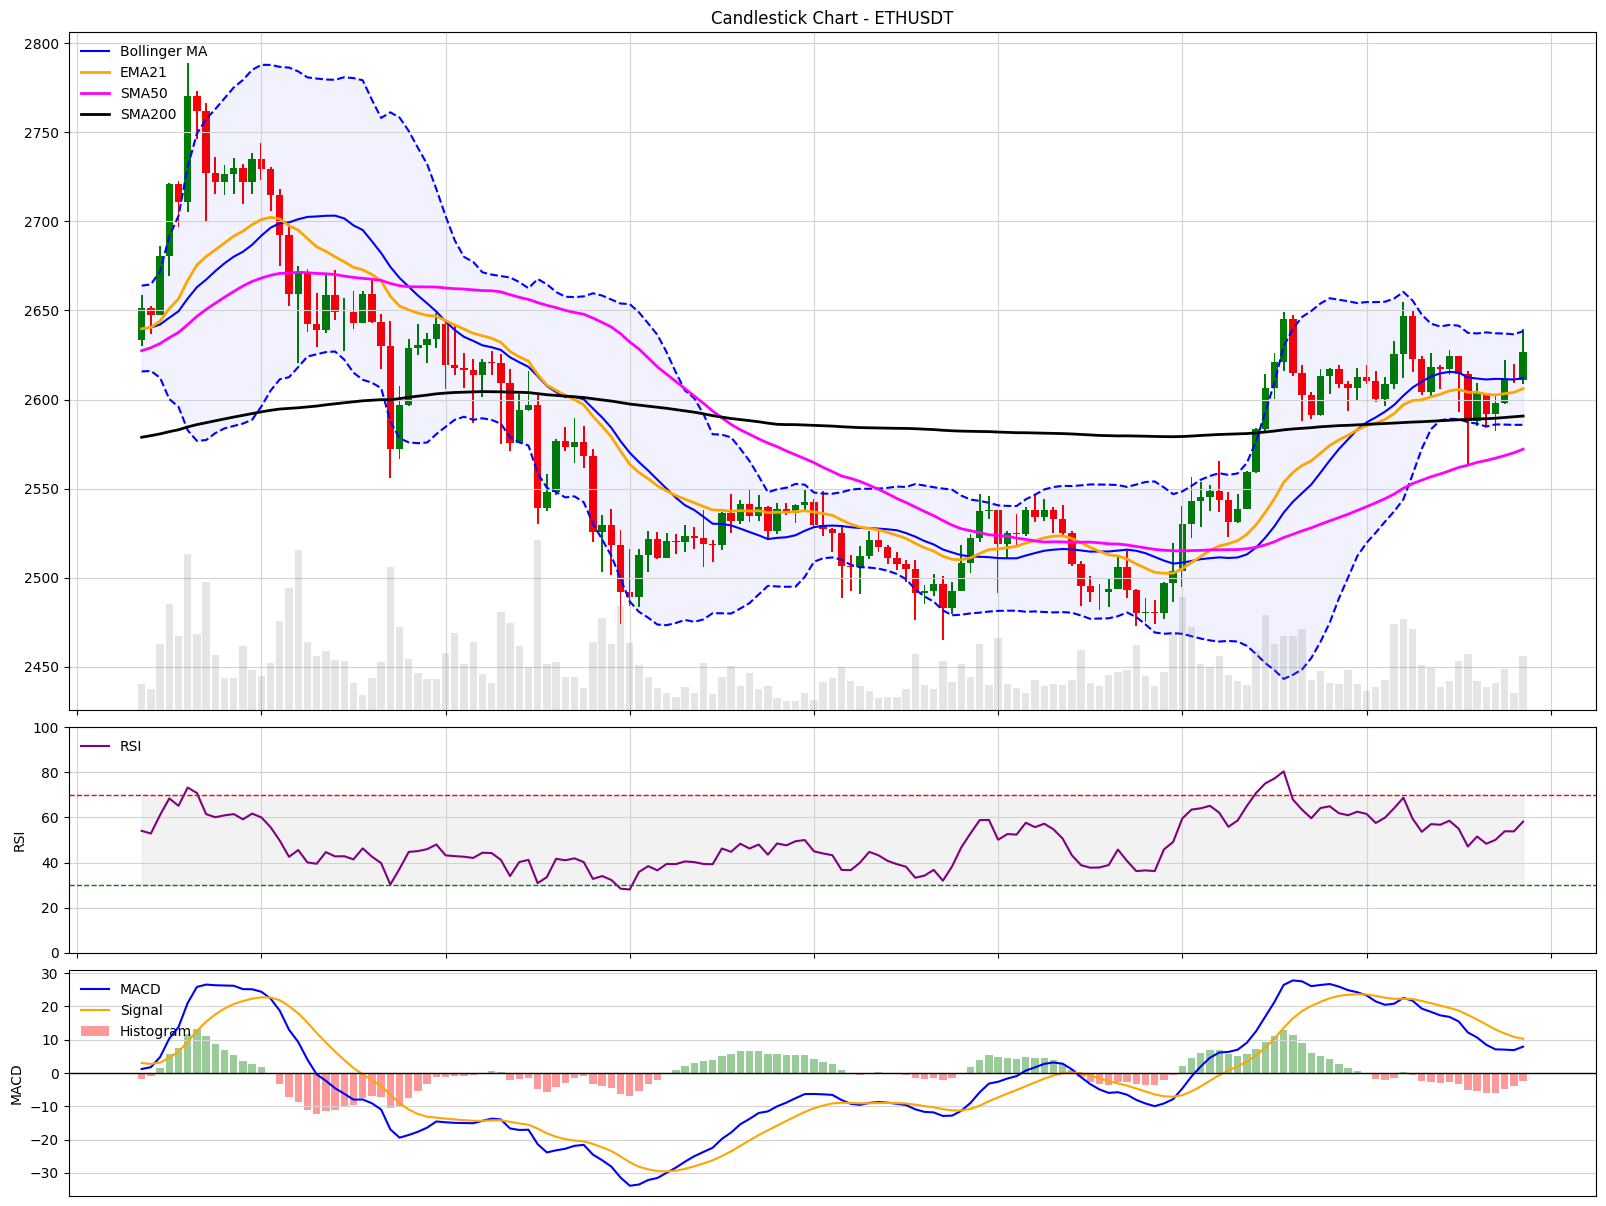 Candlestick Chart - ETHUSDT
Bollinger MA
EMA21
SMA50
SMA200
2800
2750
2700
2650
2600
2550
2500
2450
RSI
RSI
100
80
60
40
20
0
MACD
Signal
Histogram
MACD
30
20
10
0
−10
−20
−30